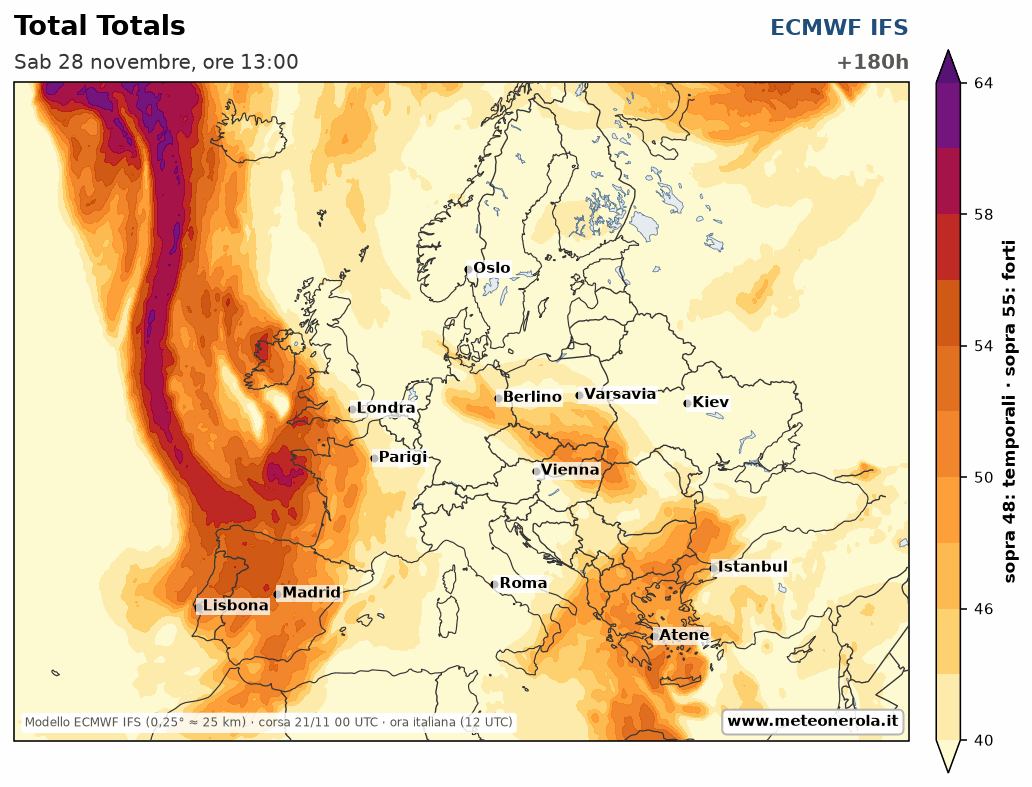 Total Totals
ECMWF IFS
Sab 28 novembre, ore 13:00
+180h
64
58
54
50
46
40
sopra 48: temporali · sopra 55: forti
Oslo
Londra
Berlino
Varsavia
Kiev
Parigi
Vienna
Istanbul
Roma
Madrid
Lisbona
Atene
Modello ECMWF IFS (0,25° ≈ 25 km) · corsa 21/11 00 UTC · ora italiana (12 UTC)
www.meteonerola.it